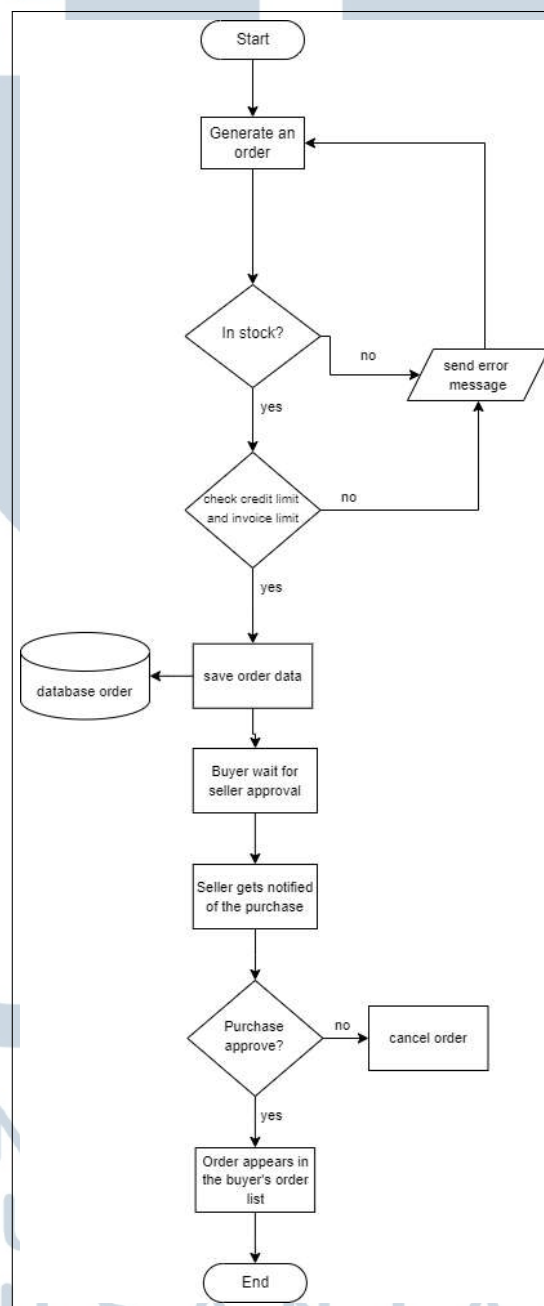 Start
Generate an
order
In stock?
no
send error
message
yes
check credit limit
and invoice limit
no
yes
database order
save order data
Buyer wait for
seller approval
Seller gets notified
of the purchase
Purchase
approve?
no
cancel order
yes
Order appears in
the buyer's order
list
End